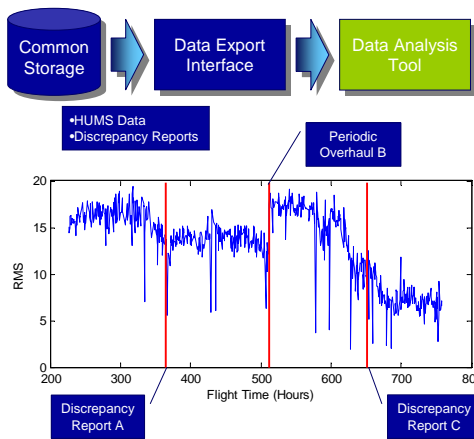 Common
Storage
Data Export
Interface
Data Analysis
Tool
•HUMS Data
•Discrepancy Reports
Periodic
Overhaul B
20
15
10
5
0
RMS
200 300 400 500 600 700 80
Flight Time (Hours)
Discrepancy
Report A
Discrepancy
Report C